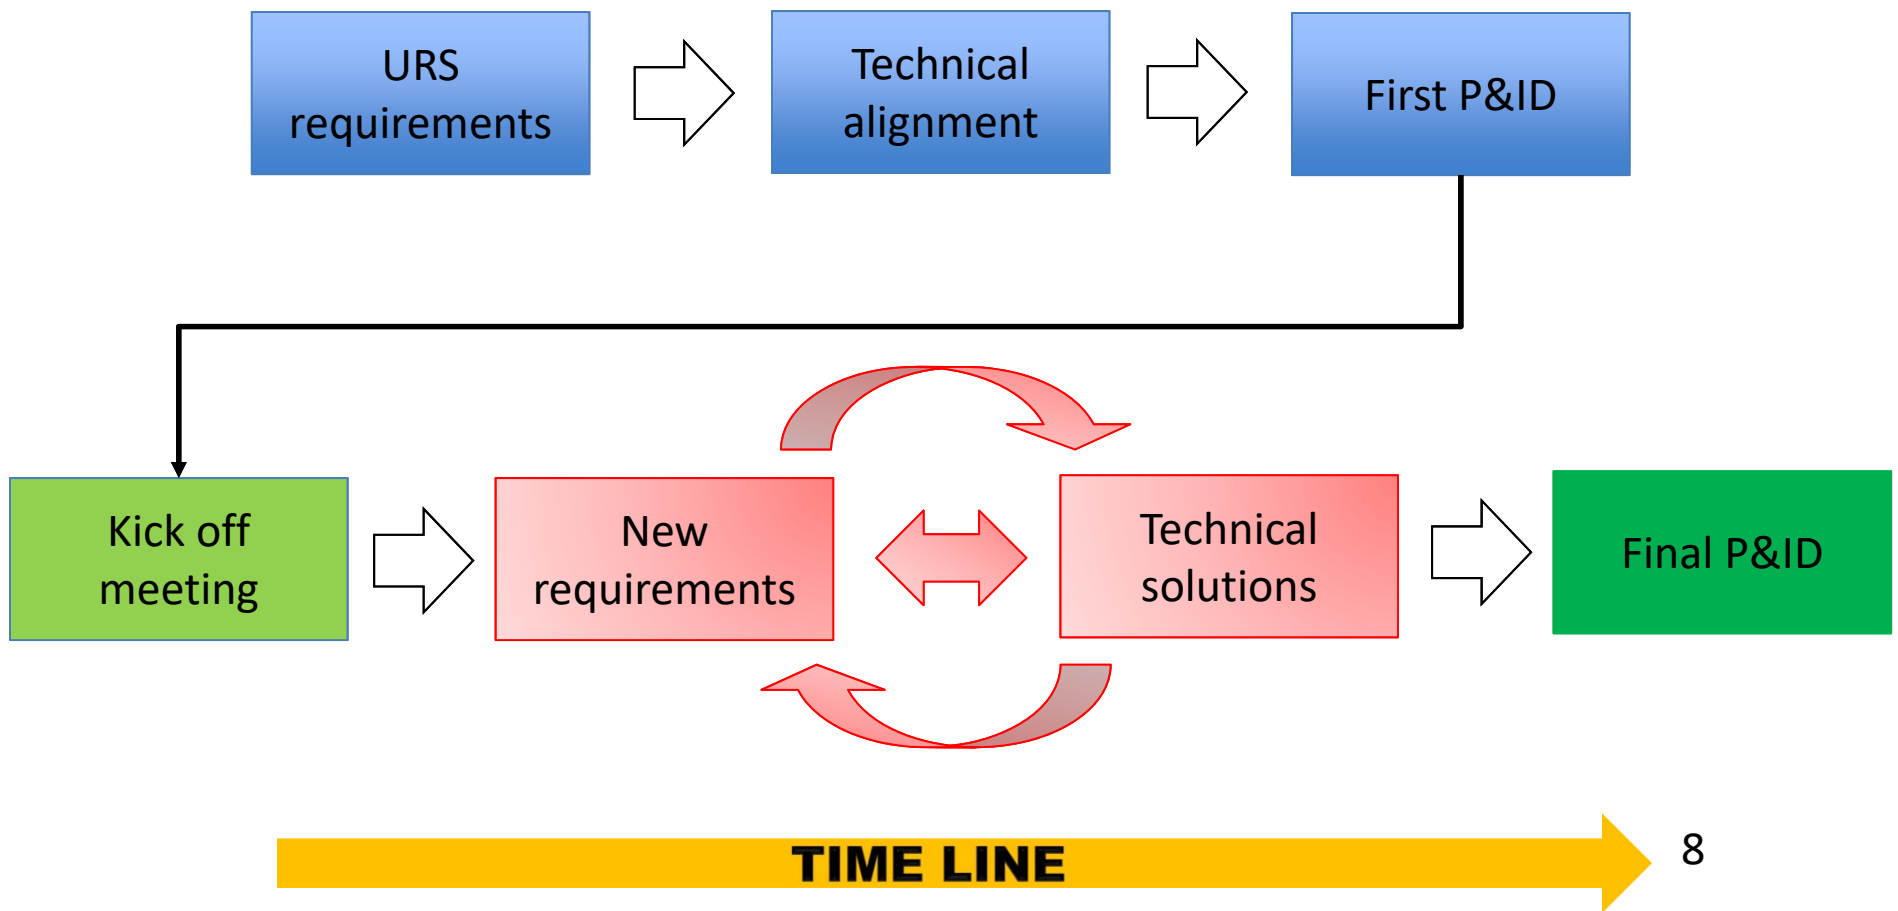 URS
requirements
Technical
alignment
First P&ID
Kick off
meeting
New
requirements
Technical
solutions
Final P&ID
TIME LINE
8